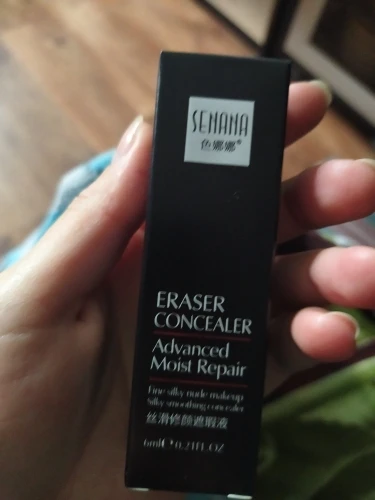 SENANA
色娜娜®
ERASER
CONCEALER
Advanced
Moist Repair
Fine silky nude makeup
Silky smoothing concealer
丝滑修颜遮瑕液
6ml℮0.21FL.OZ